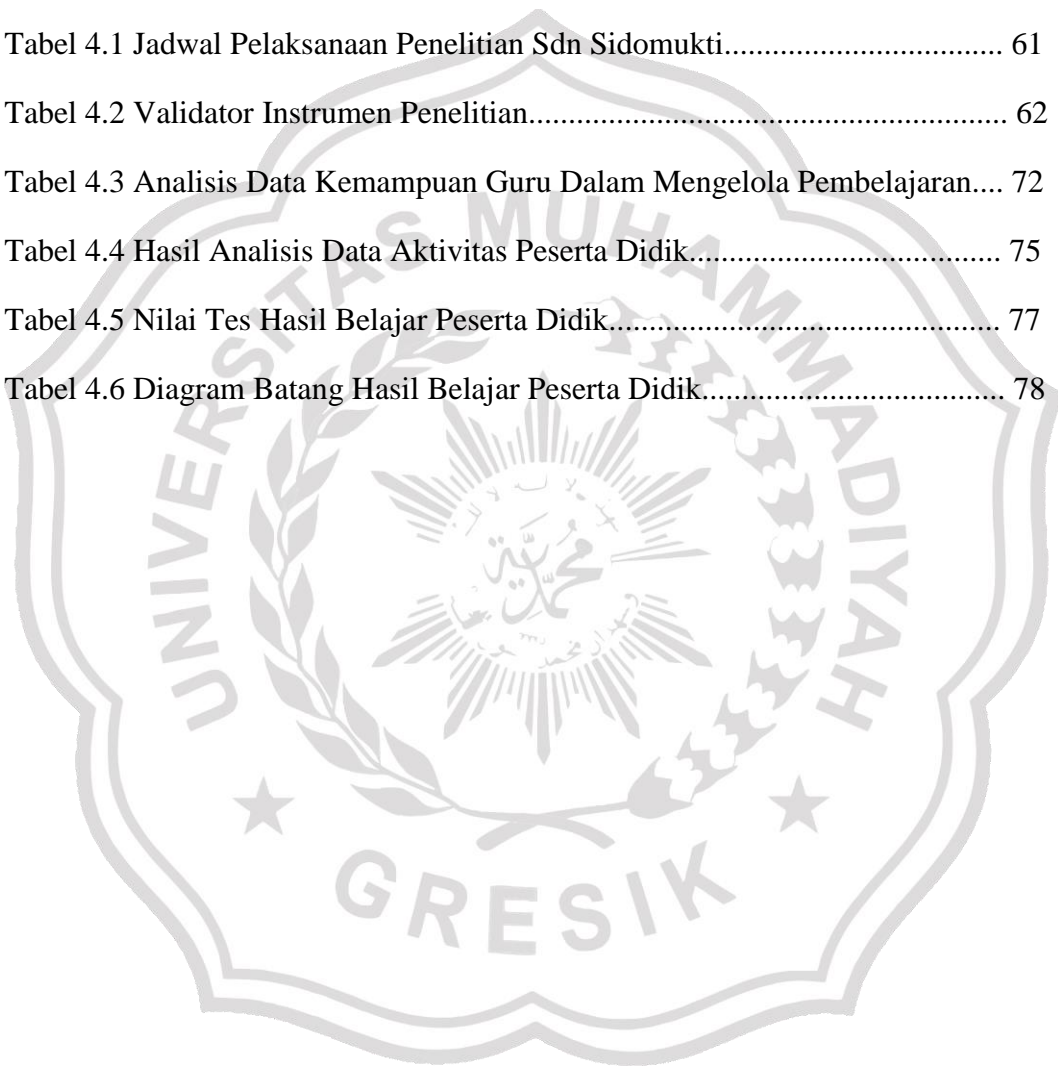 Tabel 4.1 Jadwal Pelaksanaan Penelitian Sdn Sidomukti................................. 61
Tabel 4.2 Validator Instrumen Penelitian......................................................... 62
Tabel 4.3 Analisis Data Kemampuan Guru Dalam Mengelola Pembelajaran.... 72
Tabel 4.4 Hasil Analisis Data Aktivitas Peserta Didik..................................... 75
Tabel 4.5 Nilai Tes Hasil Belajar Peserta Didik............................................... 77
Tabel 4.6 Diagram Batang Hasil Belajar Peserta Didik.................................... 78
UNIVERSITAS MUHAMMADIYAH
محمد
GRESIK